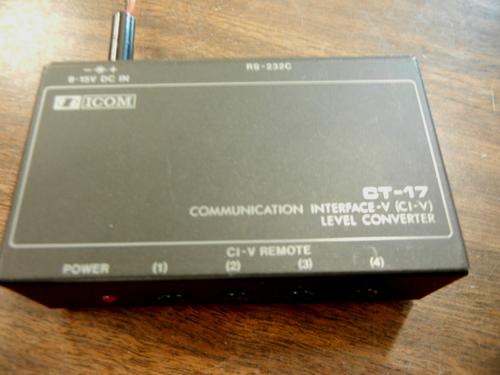 - +
9-15V DC IN
RS-232C
ICOM
CT-17
COMMUNICATION INTERFACE-V (CI-V)
LEVEL CONVERTER
CI-V REMOTE
POWER (1) (2) (3) (4)